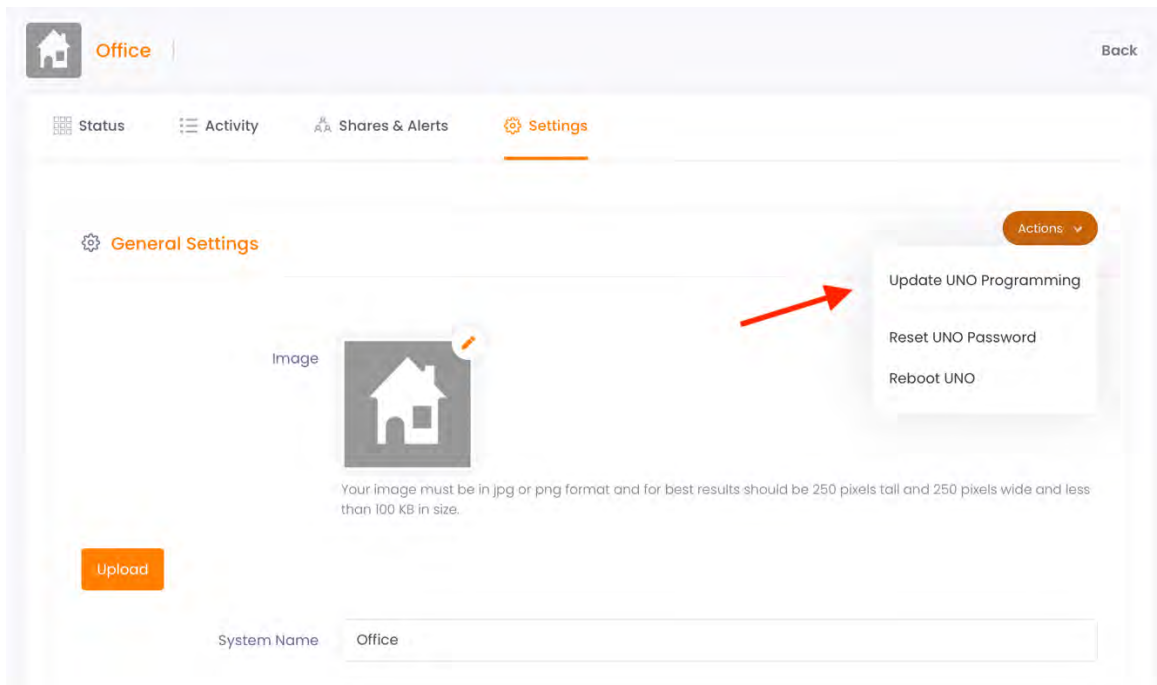 Office
Back
Status
Activity
Shares & Alerts
Settings
General Settings
Actions
Update UNO Programming
Reset UNO Password
Reboot UNO
Image
Your image must be in jpg or png format and for best results should be 250 pixels tall and 250 pixels wide and less
than 100 KB in size.
Upload
System Name
Office